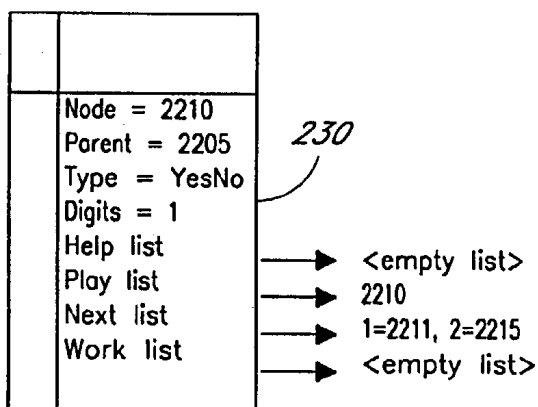 Node = 2210
Parent = 2205
Type = YesNo
Digits = 1
Help list
Play list
Next list
Work list
230
<empty list>
2210
1=2211, 2=2215
<empty list>